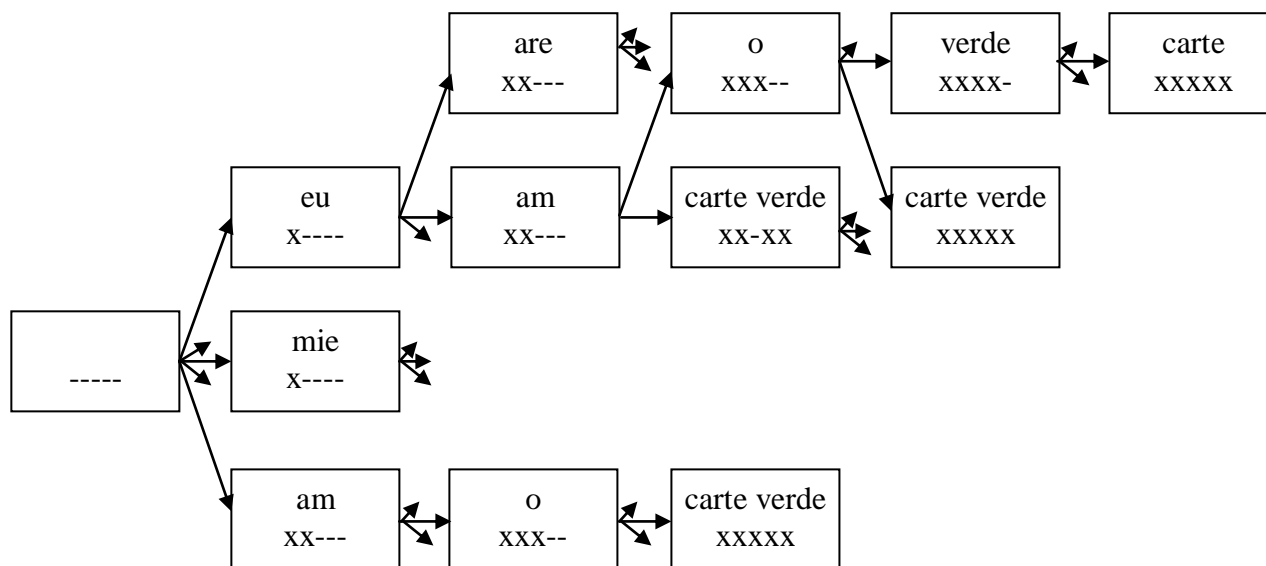 are
xx---
o
xxx--
verde
xxxx-
carte
xxxxx
eu
x----
am
xx---
carte verde
xx-xx
carte verde
xxxxx
-----
mie
x----
am
xx---
o
xxx--
carte verde
xxxxx